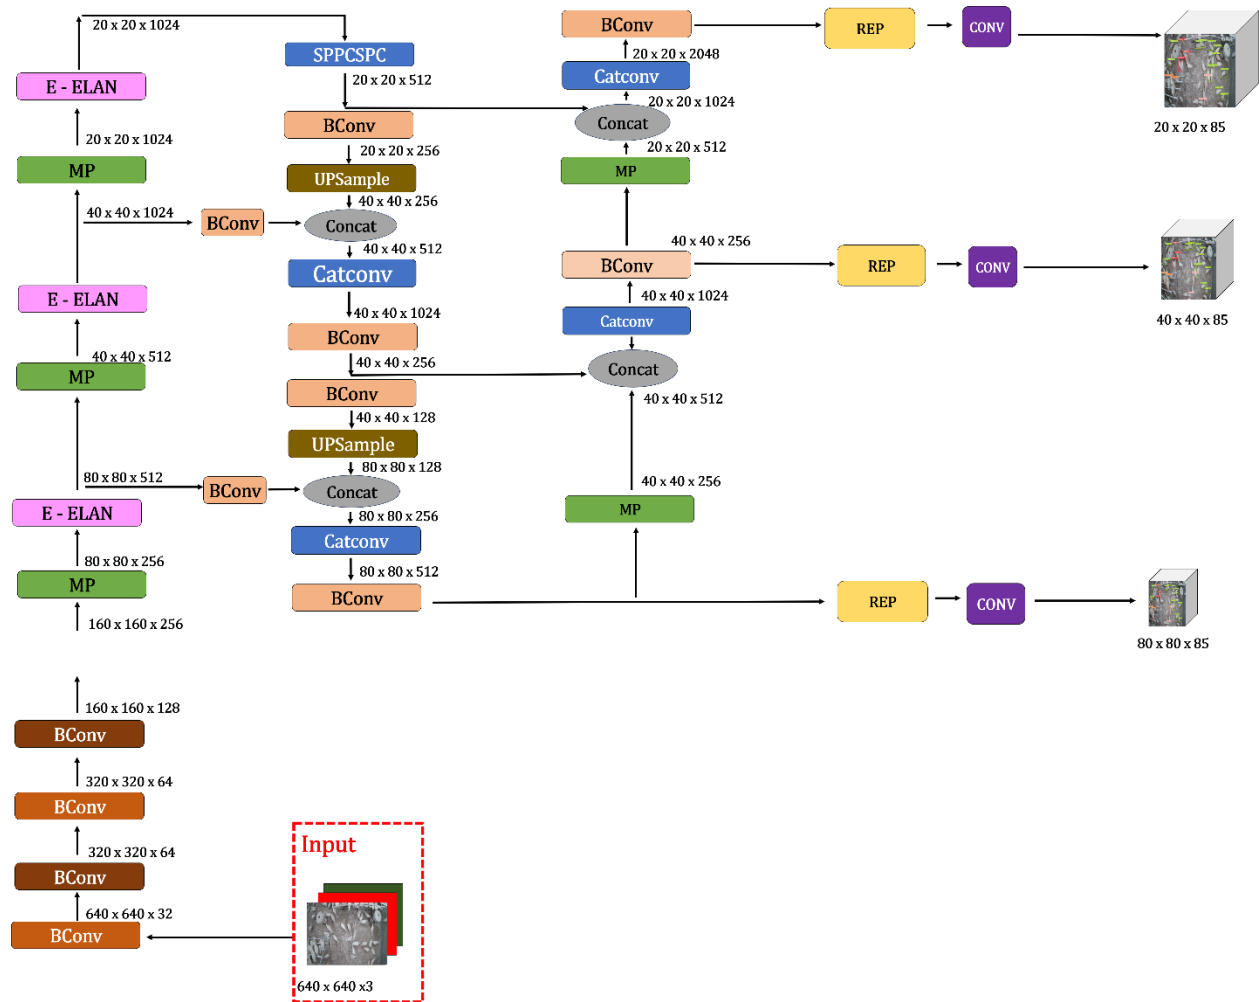 20 x 20 x 1024
E - ELAN
20 x 20 x 1024
MP
40 x 40 x 1024
BConv
E - ELAN
40 x 40 x 512
MP
80 x 80 x 512
BConv
E - ELAN
80 x 80 x 256
MP
160 x 160 x 256
160 x 160 x 128
BConv
320 x 320 x 64
BConv
320 x 320 x 64
BConv
640 x 640 x 32
BConv
Input
640 x 640 x3
SPPCSPC
20 x 20 x 512
BConv
20 x 20 x 256
UPSample
40 x 40 x 256
Concat
40 x 40 x 512
Catconv
40 x 40 x 1024
BConv
40 x 40 x 256
BConv
40 x 40 x 128
UPSample
80 x 80 x 128
Concat
80 x 80 x 256
Catconv
80 x 80 x 512
BConv
BConv
20 x 20 x 2048
Catconv
20 x 20 x 1024
Concat
20 x 20 x 512
MP
40 x 40 x 256
BConv
40 x 40 x 1024
Catconv
Concat
40 x 40 x 512
40 x 40 x 256
MP
REP
CONV
20 x 20 x 85
REP
CONV
40 x 40 x 85
REP
CONV
80 x 80 x 85